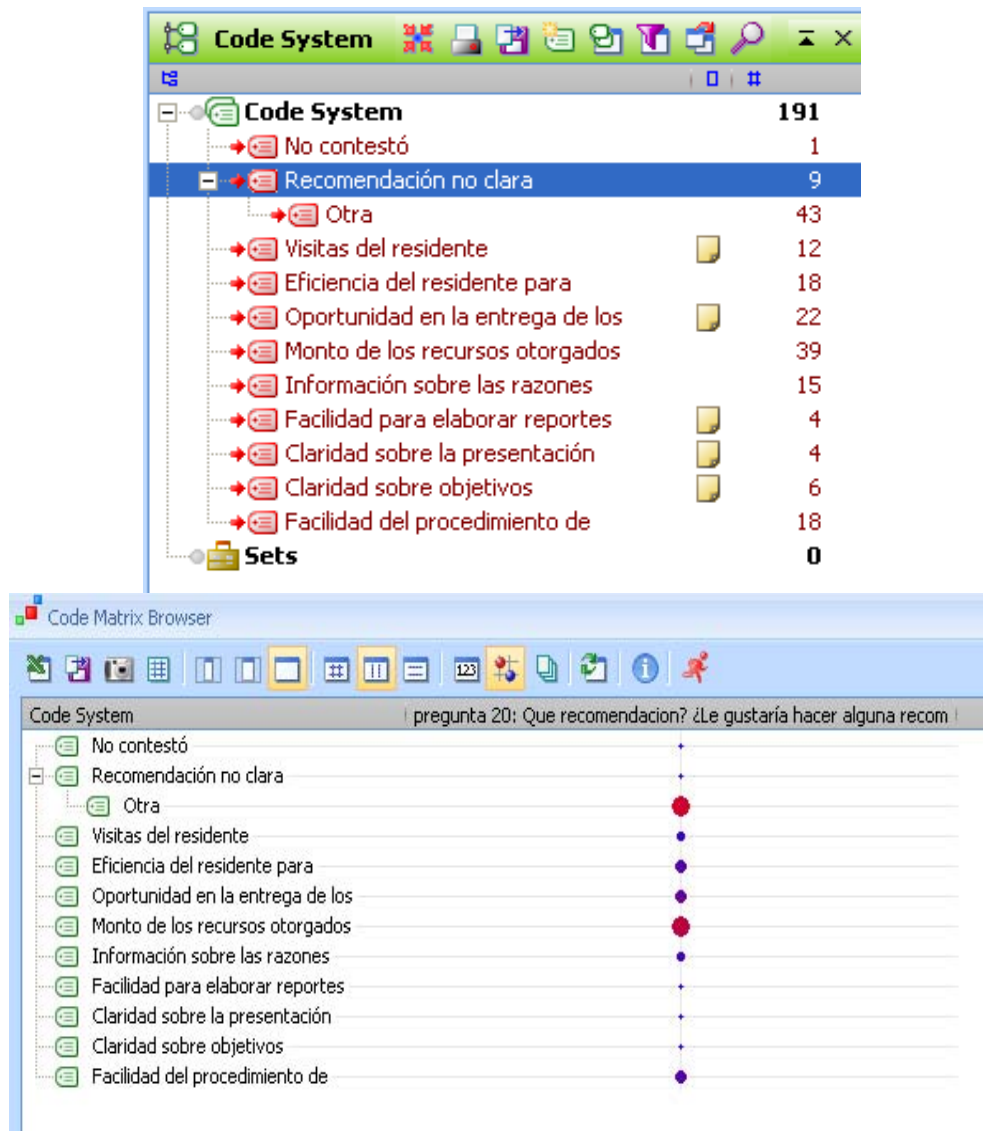 Code System
#
Code System 191
No contestó 1
Recomendación no clara 9
Otra 43
Visitas del residente 12
Eficiencia del residente para 18
Oportunidad en la entrega de los 22
Monto de los recursos otorgados 39
Información sobre las razones 15
Facilidad para elaborar reportes 4
Claridad sobre la presentación 4
Claridad sobre objetivos 6
Facilidad del procedimiento de 18
Sets 0
Code Matrix Browser
# 123
Code System pregunta 20: Que recomendacion? ¿Le gustaría hacer alguna recom
No contestó
Recomendación no clara
Otra
Visitas del residente
Eficiencia del residente para
Oportunidad en la entrega de los
Monto de los recursos otorgados
Información sobre las razones
Facilidad para elaborar reportes
Claridad sobre la presentación
Claridad sobre objetivos
Facilidad del procedimiento de